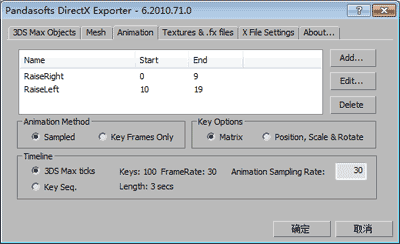 Pandasofts DirectX Exporter - 6.2010.71.0
3DS Max Objects Mesh Animation Textures & .fx files X File Settings About...
Name Start End
RaiseRight 0 9
RaiseLeft 10 19
Add...
Edit...
Delete
Animation Method
Sampled Key Frames Only
Key Options
Matrix Position, Scale & Rotate
Timeline
3DS Max ticks Keys: 100 FrameRate: 30 Animation Sampling Rate: 30
Key Seq. Length: 3 secs
确定 取消